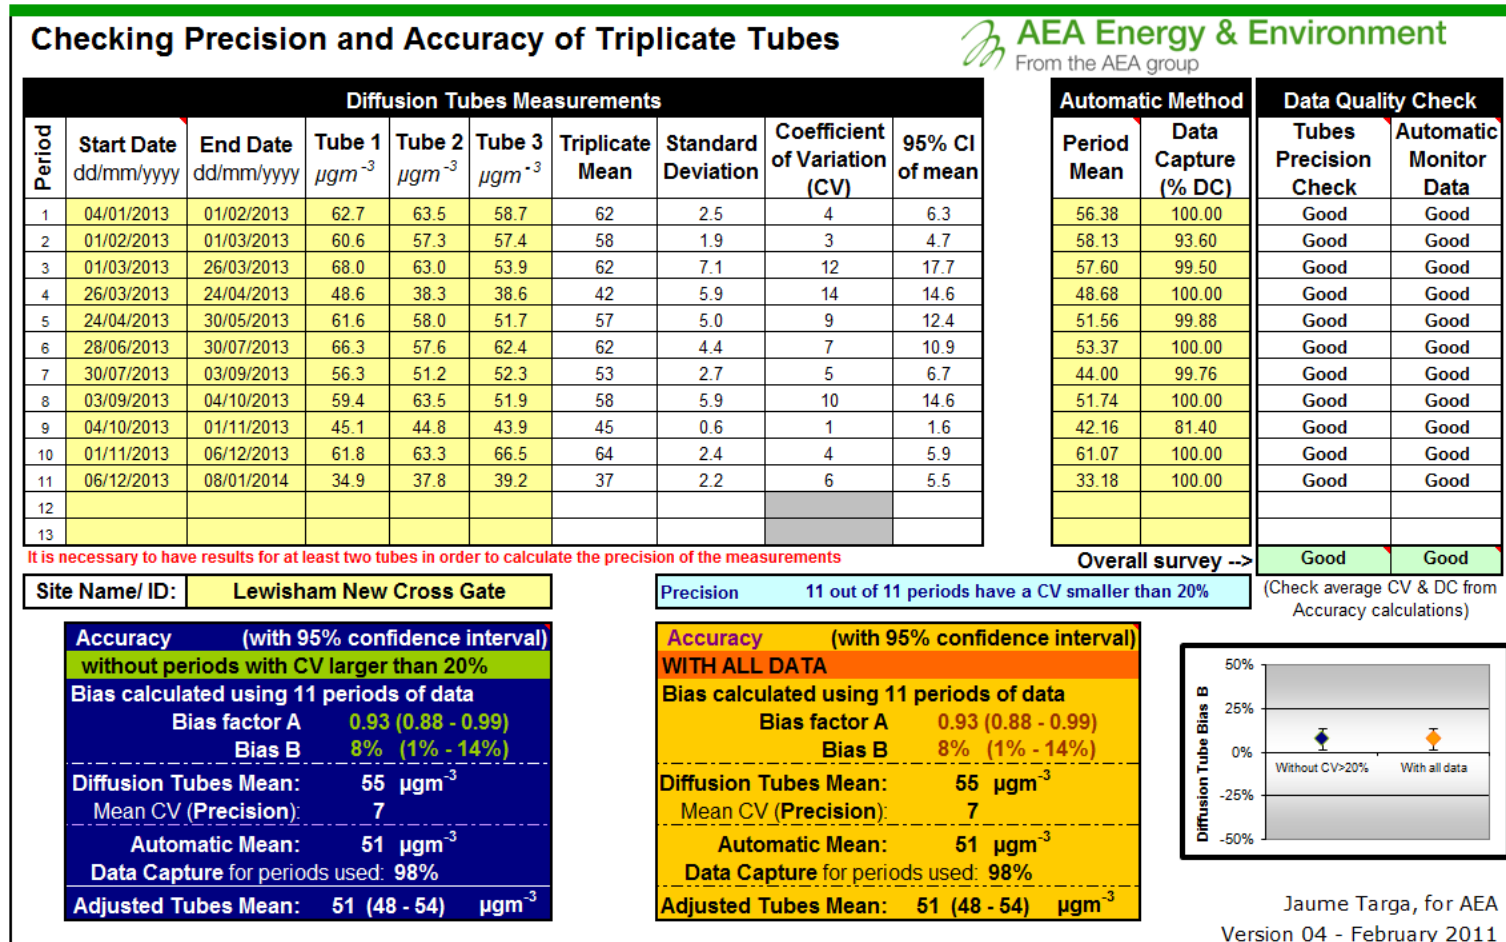 Checking Precision and Accuracy of Triplicate Tubes
AEA Energy & Environment
From the AEA group
Diffusion Tubes Measurements
Automatic Method
Data Quality Check
Period
Start Date dd/mm/yyyy
End Date dd/mm/yyyy
Tube 1 µgm-3
Tube 2 µgm-3
Tube 3 µgm-3
Triplicate Mean
Standard Deviation
Coefficient of Variation (CV)
95% CI of mean
Period Mean
Data Capture (% DC)
Tubes Precision Check
Automatic Monitor Data
1 04/01/2013 01/02/2013 62.7 63.5 58.7 62 2.5 4 6.3 56.38 100.00 Good Good
2 01/02/2013 01/03/2013 60.6 57.3 57.4 58 1.9 3 4.7 58.13 93.60 Good Good
3 01/03/2013 26/03/2013 68.0 63.0 53.9 62 7.1 12 17.7 57.60 99.50 Good Good
4 26/03/2013 24/04/2013 48.6 38.3 38.6 42 5.9 14 14.6 48.68 100.00 Good Good
5 24/04/2013 30/05/2013 61.6 58.0 51.7 57 5.0 9 12.4 51.56 99.88 Good Good
6 28/06/2013 30/07/2013 66.3 57.6 62.4 62 4.4 7 10.9 53.37 100.00 Good Good
7 30/07/2013 03/09/2013 56.3 51.2 52.3 53 2.7 5 6.7 44.00 99.76 Good Good
8 03/09/2013 04/10/2013 59.4 63.5 51.9 58 5.9 10 14.6 51.74 100.00 Good Good
9 04/10/2013 01/11/2013 45.1 44.8 43.9 45 0.6 1 1.6 42.16 81.40 Good Good
10 01/11/2013 06/12/2013 61.8 63.3 66.5 64 2.4 4 5.9 61.07 100.00 Good Good
11 06/12/2013 08/01/2014 34.9 37.8 39.2 37 2.2 6 5.5 33.18 100.00 Good Good
12
13
It is necessary to have results for at least two tubes in order to calculate the precision of the measurements
Overall survey --> Good Good
Site Name/ ID: Lewisham New Cross Gate
Precision 11 out of 11 periods have a CV smaller than 20%
(Check average CV & DC from
Accuracy calculations)
Accuracy (with 95% confidence interval)
without periods with CV larger than 20%
Bias calculated using 11 periods of data
Bias factor A 0.93 (0.88 - 0.99)
Bias B 8% (1% - 14%)
Diffusion Tubes Mean: 55 µgm-3
Mean CV (Precision): 7
Automatic Mean: 51 µgm-3
Data Capture for periods used: 98%
Adjusted Tubes Mean: 51 (48 - 54) µgm-3
Accuracy (with 95% confidence interval)
WITH ALL DATA
Bias calculated using 11 periods of data
Bias factor A 0.93 (0.88 - 0.99)
Bias B 8% (1% - 14%)
Diffusion Tubes Mean: 55 µgm-3
Mean CV (Precision): 7
Automatic Mean: 51 µgm-3
Data Capture for periods used: 98%
Adjusted Tubes Mean: 51 (48 - 54) µgm-3
Diffusion Tube Bias B
50%
25%
0%
-25%
-50%
Without CV>20%
With all data
Jaume Targa, for AEA
Version 04 - February 2011